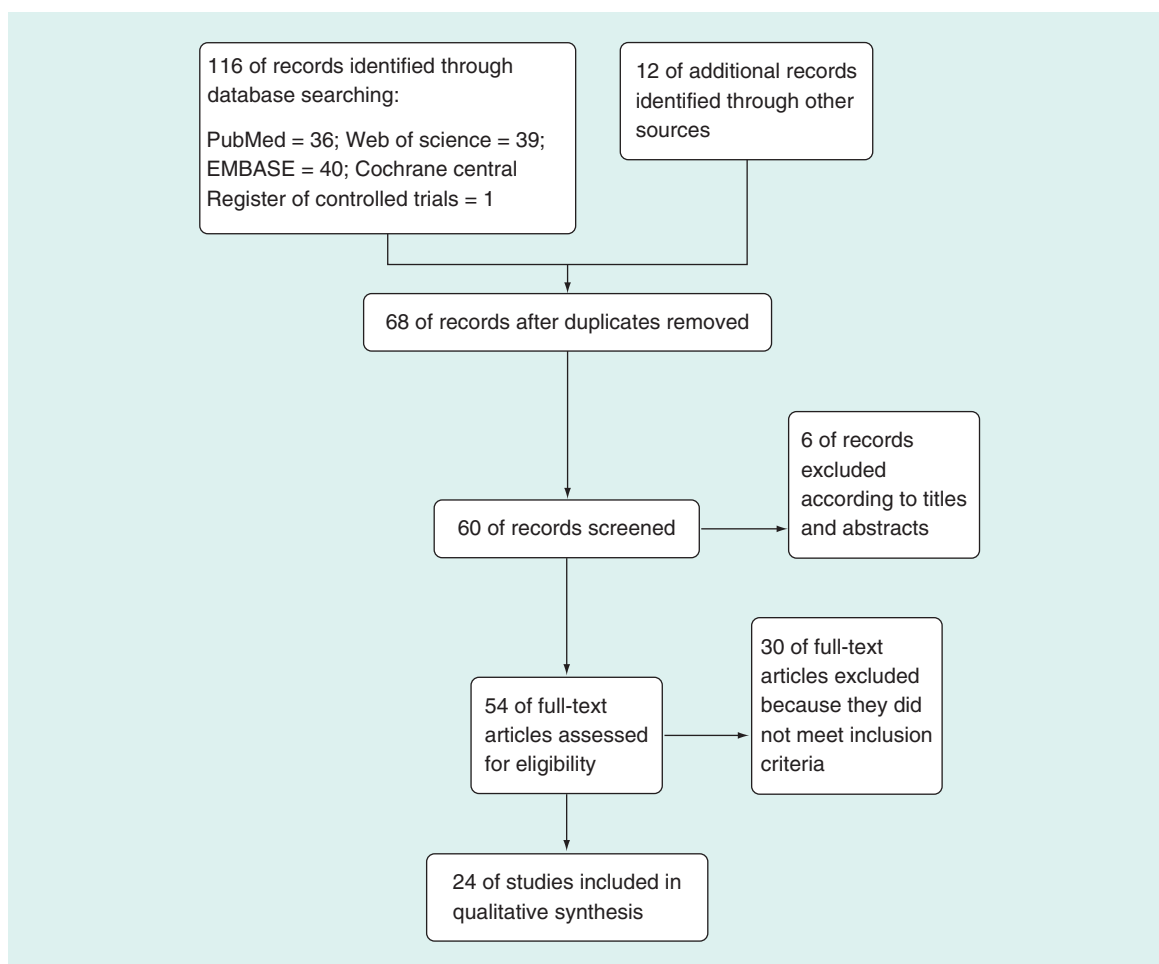 116 of records identified through
database searching:
PubMed = 36; Web of science = 39;
EMBASE = 40; Cochrane central
Register of controlled trials = 1
12 of additional records
identified through other
sources
68 of records after duplicates removed
6 of records
excluded
according to titles
and abstracts
60 of records screened
30 of full-text
articles excluded
because they did
not meet inclusion
criteria
54 of full-text
articles assessed
for eligibility
24 of studies included in
qualitative synthesis